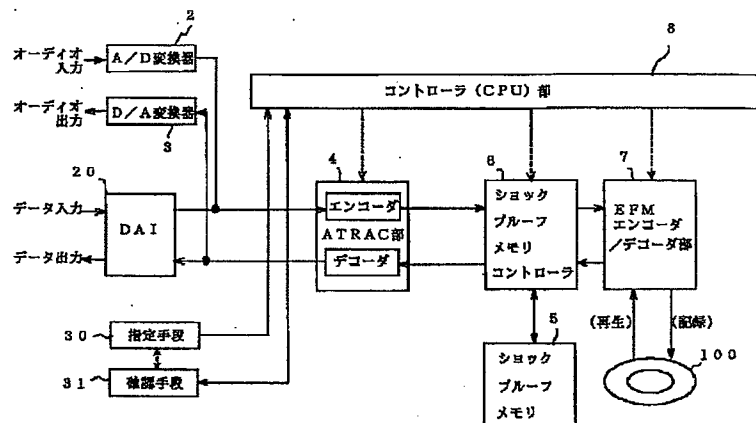 2
オーディオ
入力
A／D変換器
8
コントローラ（CPU）部
オーディオ
出力
D／A変換器
3
20
データ入力
DAI
データ出力
4
エンコーダ
ATRAC部
デコーダ
6
ショック
プルーフ
メモリ
コントローラ
7
EFM
エンコーダ
／デコーダ部
30
指定手段
31
確認手段
5
ショック
プルーフ
メモリ
(再生)
(記録)
100